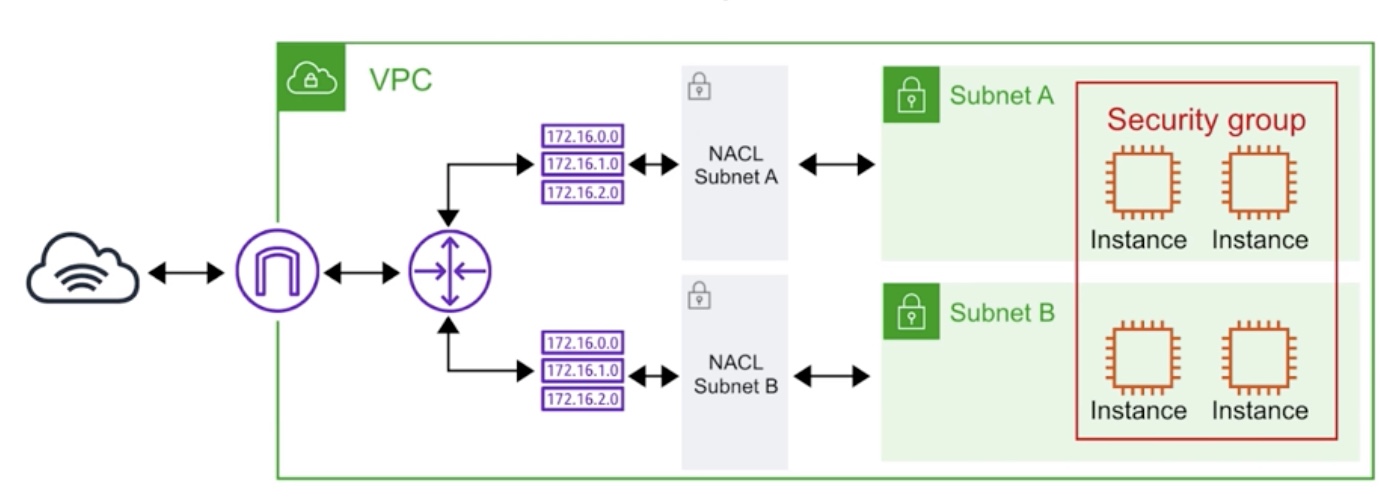 VPC
172.16.0.0
172.16.1.0
172.16.2.0
NACL
Subnet A
Subnet A
Security group
Instance Instance
172.16.0.0
172.16.1.0
172.16.2.0
NACL
Subnet B
Subnet B
Instance Instance